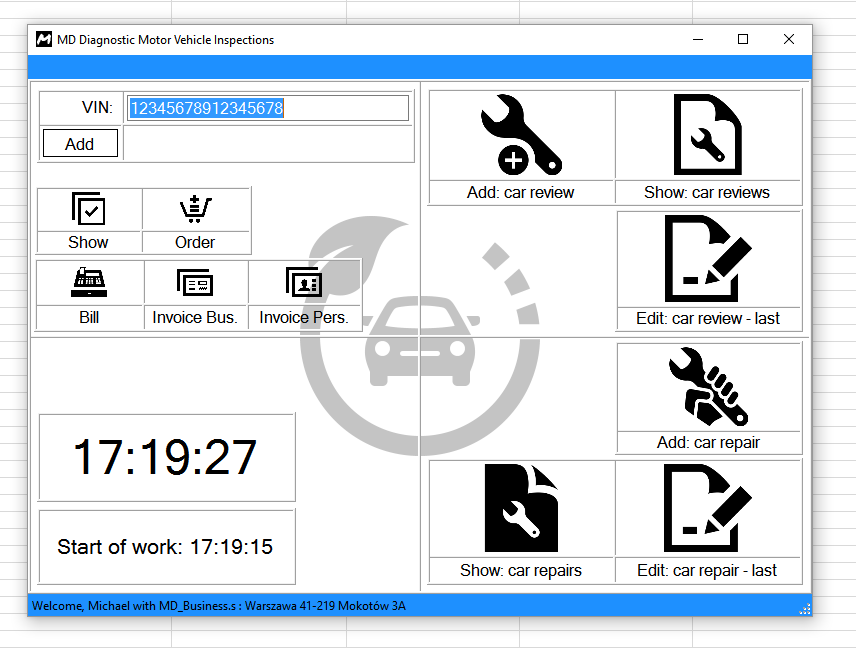 MD Diagnostic Motor Vehicle Inspections
VIN: 12345678912345678
Add
Show
Order
Bill
Invoice Bus.
Invoice Pers.
17:19:27
Start of work: 17:19:15
Add: car review
Show: car reviews
Edit: car review - last
Add: car repair
Show: car repairs
Edit: car repair - last
Welcome, Michael with MD_Business.s : Warszawa 41-219 Mokotów 3A